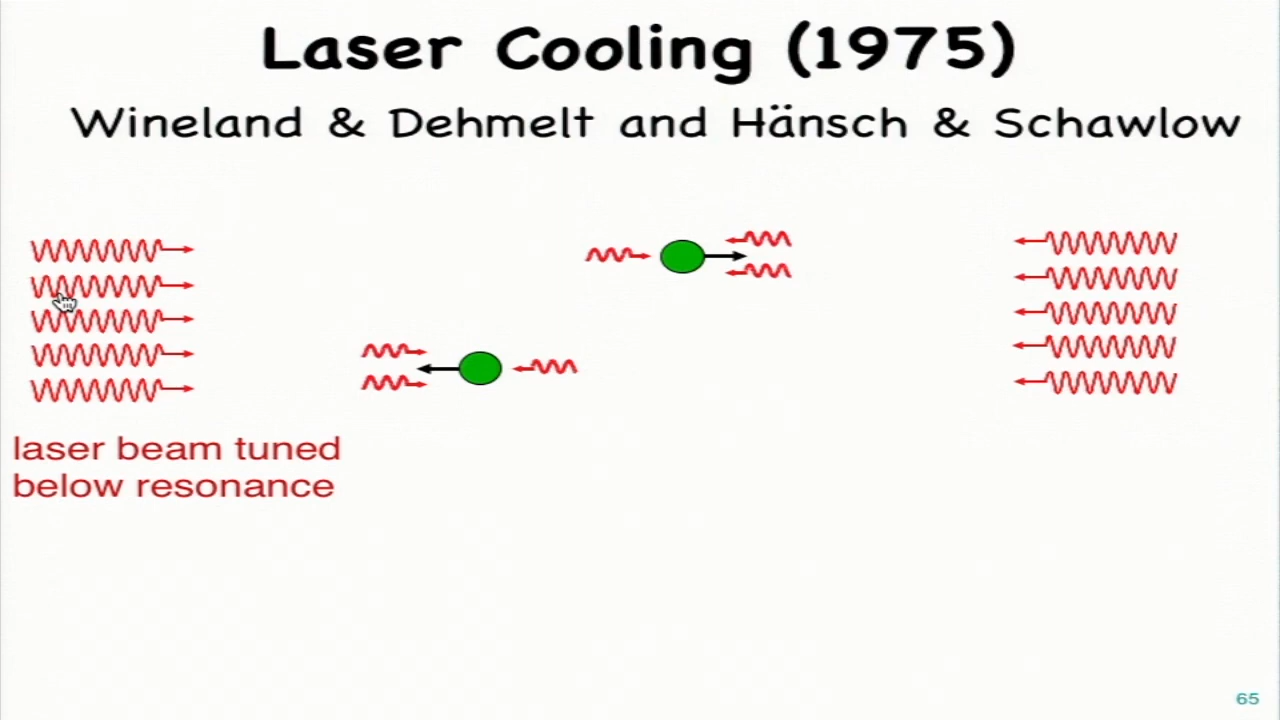 Laser Cooling (1975)
Wineland & Dehmelt and Hänsch & Schawlow
laser beam tuned
below resonance
65